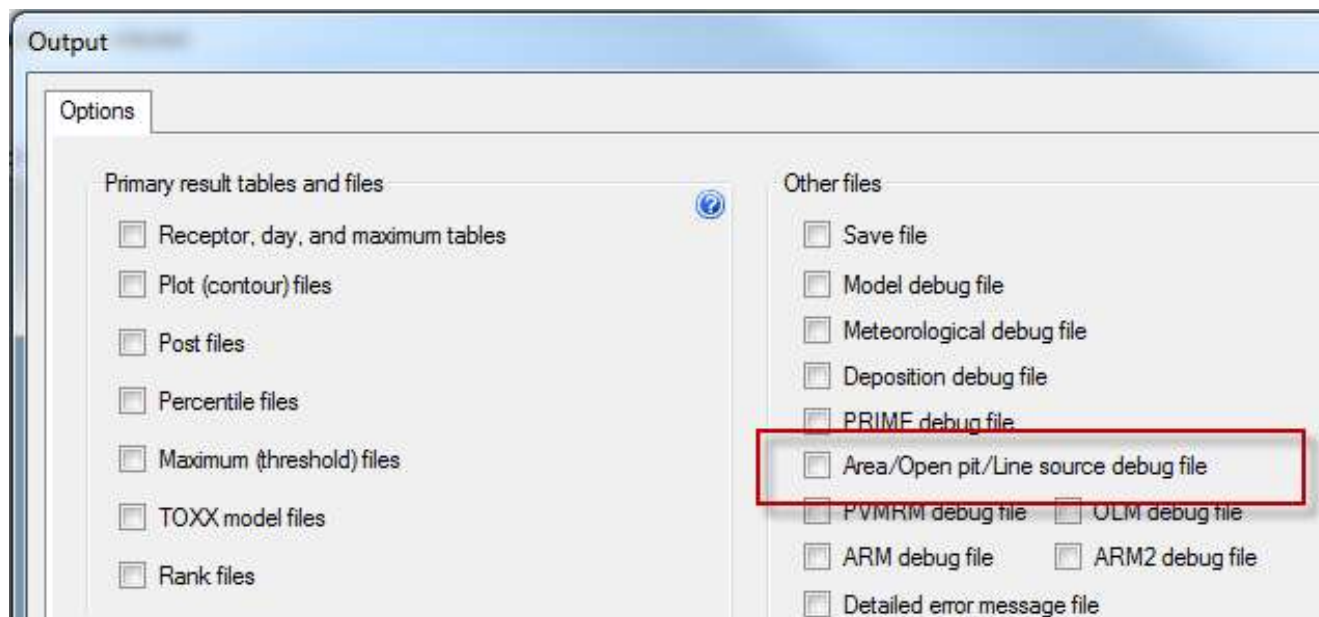 Output
Options
Primary result tables and files
Receptor, day, and maximum tables
Plot (contour) files
Post files
Percentile files
Maximum (threshold) files
TOXX model files
Rank files
Other files
Save file
Model debug file
Meteorological debug file
Deposition debug file
PRIME debug file
Area/Open pit/Line source debug file
PVMRM debug file OLM debug file
ARM debug file ARM2 debug file
Detailed error message file